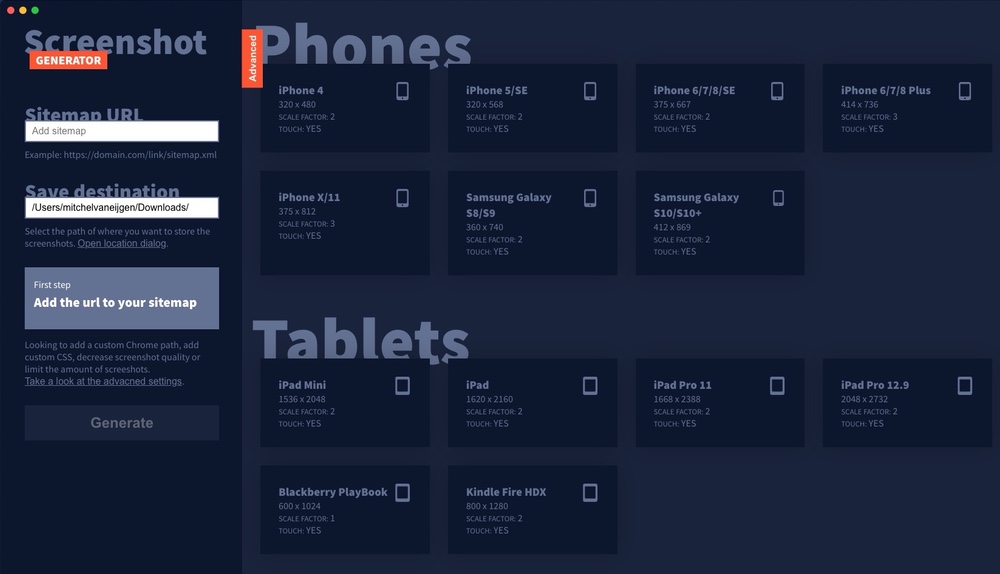 Screenshot
GENERATOR
Sitemap URL
Add sitemap
Example: https://domain.com/link/sitemap.xml
Save destination
/Users/mitchelvaneijgen/Downloads/
Select the path of where you want to store the
screenshots. Open location dialog.
First step
Add the url to your sitemap
Looking to add a custom Chrome path, add
custom CSS, decrease screenshot quality or
limit the amount of screeshots.
Take a look at the advacned settings.
Generate
Advanced
Phones
iPhone 4
320 x 480
SCALE FACTOR: 2
TOUCH: YES
iPhone 5/SE
320 x 568
SCALE FACTOR: 2
TOUCH: YES
iPhone 6/7/8/SE
375 x 667
SCALE FACTOR: 2
TOUCH: YES
iPhone 6/7/8 Plus
414 x 736
SCALE FACTOR: 3
TOUCH: YES
iPhone X/11
375 x 812
SCALE FACTOR: 3
TOUCH: YES
Samsung Galaxy
S8/S9
360 x 740
SCALE FACTOR: 2
TOUCH: YES
Samsung Galaxy
S10/S10+
412 x 869
SCALE FACTOR: 2
TOUCH: YES
Tablets
iPad Mini
1536 x 2048
SCALE FACTOR: 2
TOUCH: YES
iPad
1620 x 2160
SCALE FACTOR: 2
TOUCH: YES
iPad Pro 11
1668 x 2388
SCALE FACTOR: 2
TOUCH: YES
iPad Pro 12.9
2048 x 2732
SCALE FACTOR: 2
TOUCH: YES
Blackberry PlayBook
600 x 1024
SCALE FACTOR: 1
TOUCH: YES
Kindle Fire HDX
800 x 1280
SCALE FACTOR: 2
TOUCH: YES